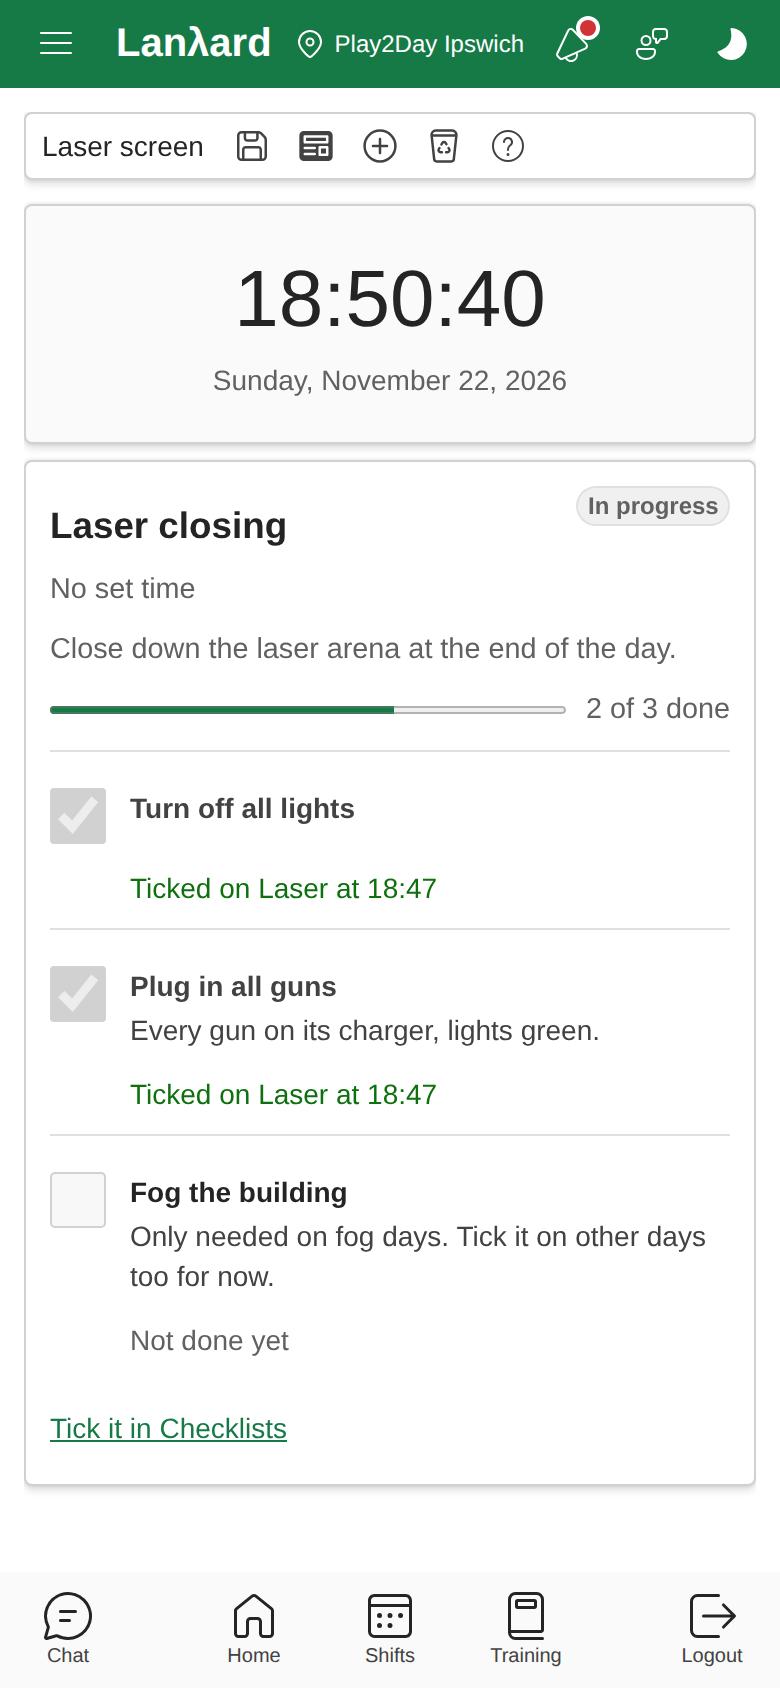 Lanλard
Play2Day Ipswich
Laser screen
18:50:40
Sunday, November 22, 2026
In progress
Laser closing
No set time
Close down the laser arena at the end of the day.
2 of 3 done
Turn off all lights
Ticked on Laser at 18:47
Plug in all guns
Every gun on its charger, lights green.
Ticked on Laser at 18:47
Fog the building
Only needed on fog days. Tick it on other days
too for now.
Not done yet
Tick it in Checklists
Chat
Home
Shifts
Training
Logout